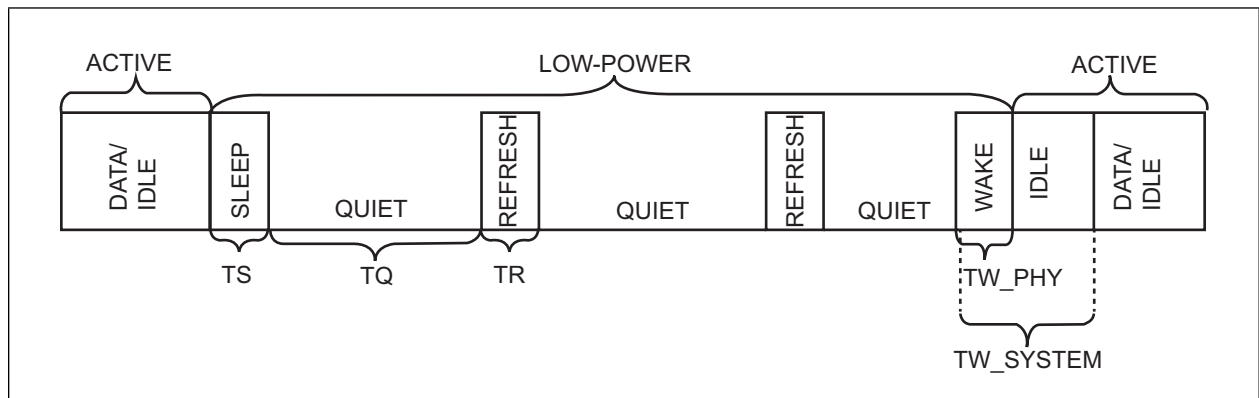 ACTIVE
LOW-POWER
ACTIVE
DATA/
IDLE
SLEEP
QUIET
REFRESH
QUIET
REFRESH
QUIET
WAKE
IDLE
DATA/
IDLE
TS
TQ
TR
TW_PHY
TW_SYSTEM